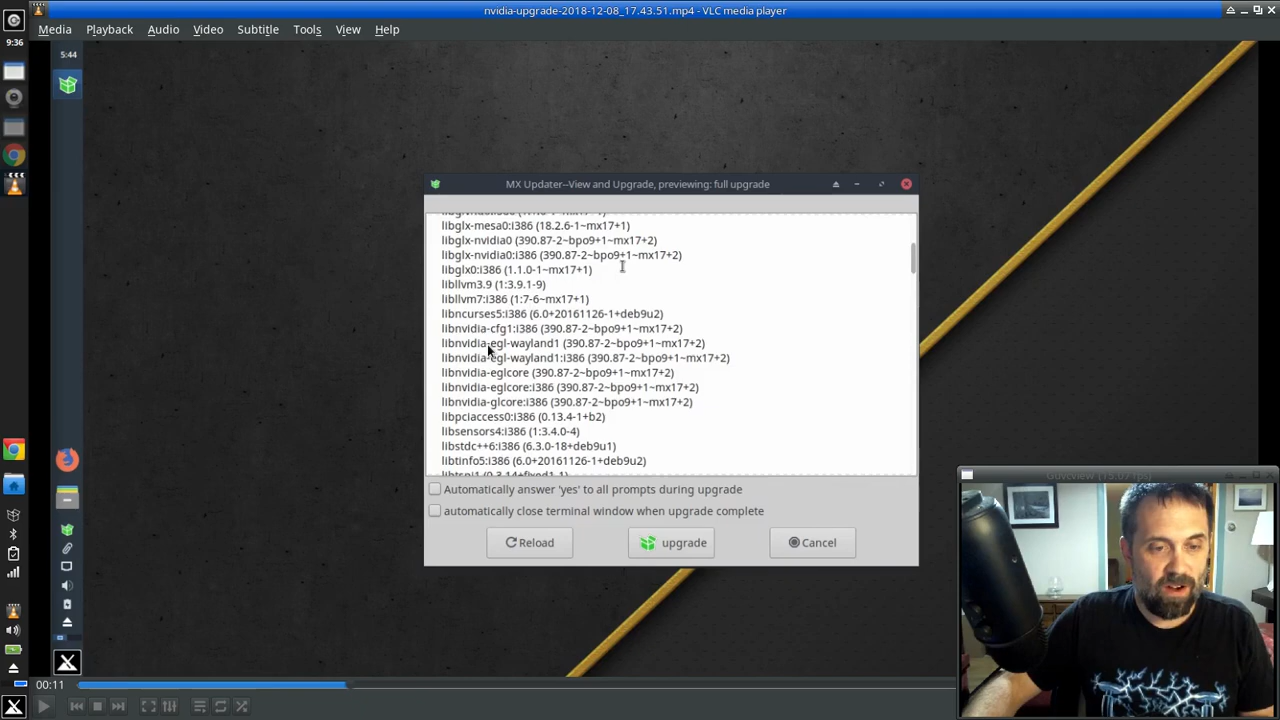 nvidia-upgrade-2018-12-08_17.43.51.mp4 - VLC media player
Media Playback Audio Video Subtitle Tools View Help
9:36
5:44
MX Updater--View and Upgrade, previewing: full upgrade
libglx-mesa0:i386 (18.2.6-1~mx17+1)
libglx-nvidia0 (390.87-2~bpo9+1~mx17+2)
libglx-nvidia0:i386 (390.87-2~bpo9+1~mx17+2)
libglx0:i386 (1.1.0-1~mx17+1)
libllvm3.9 (1:3.9.1-9)
libllvm7:i386 (1:7-6~mx17+1)
libncurses5:i386 (6.0+20161126-1+deb9u2)
libnvidia-cfg1:i386 (390.87-2~bpo9+1~mx17+2)
libnvidia-egl-wayland1 (390.87-2~bpo9+1~mx17+2)
libnvidia-egl-wayland1:i386 (390.87-2~bpo9+1~mx17+2)
libnvidia-eglcore (390.87-2~bpo9+1~mx17+2)
libnvidia-eglcore:i386 (390.87-2~bpo9+1~mx17+2)
libnvidia-glcore:i386 (390.87-2~bpo9+1~mx17+2)
libpciaccess0:i386 (0.13.4-1+b2)
libsensors4:i386 (1:3.4.0-4)
libstdc++6:i386 (6.3.0-18+deb9u1)
libtinfo5:i386 (6.0+20161126-1+deb9u2)
Automatically answer 'yes' to all prompts during upgrade
automatically close terminal window when upgrade complete
Reload upgrade Cancel
00:11